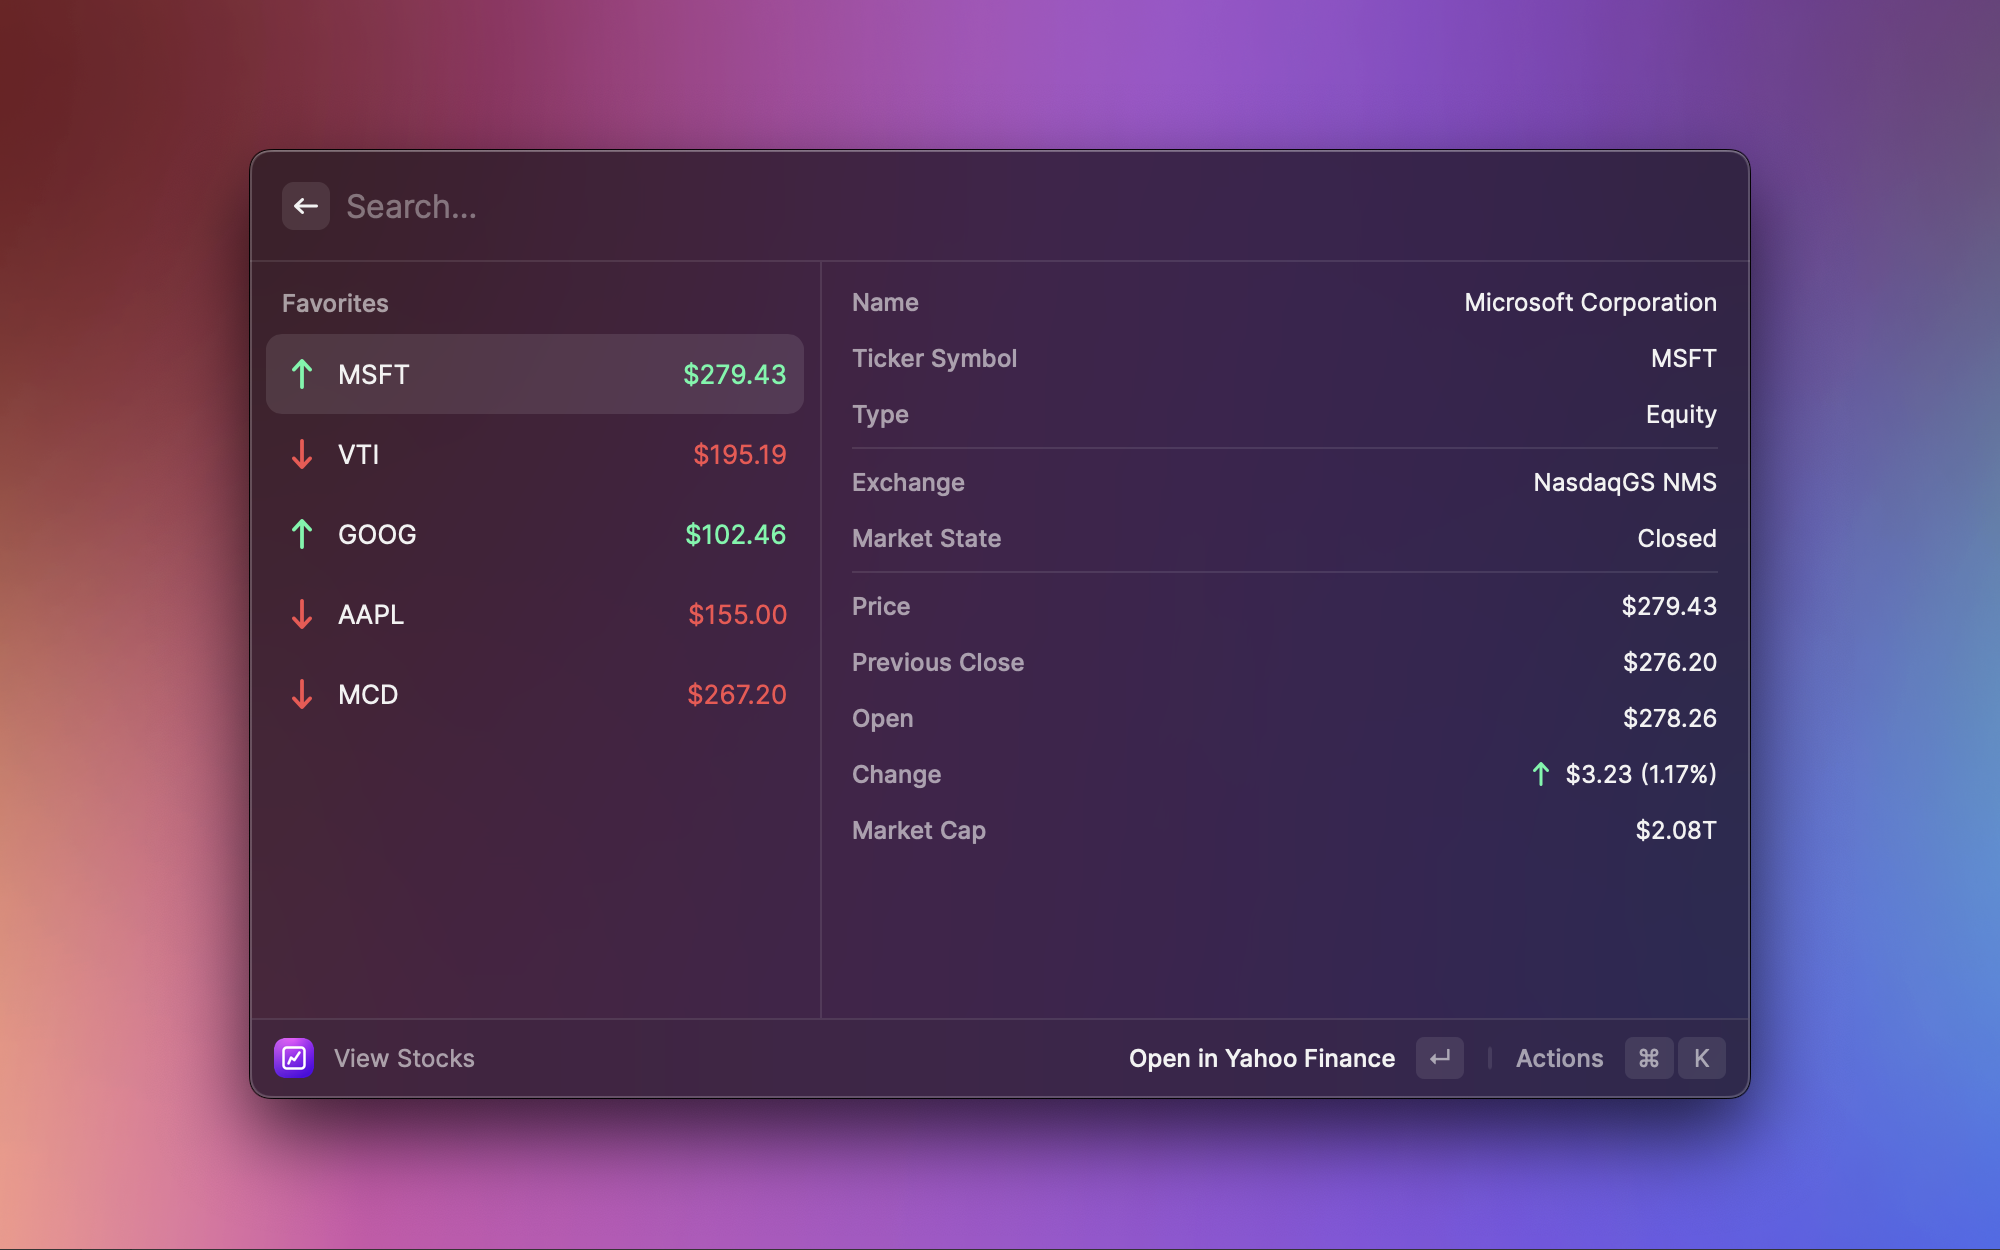 Search...
Favorites
MSFT $279.43
VTI $195.19
GOOG $102.46
AAPL $155.00
MCD $267.20
Name Microsoft Corporation
Ticker Symbol MSFT
Type Equity
Exchange NasdaqGS NMS
Market State Closed
Price $279.43
Previous Close $276.20
Open $278.26
Change ↑ $3.23 (1.17%)
Market Cap $2.08T
View Stocks
Open in Yahoo Finance ↵ | Actions ⌘ K